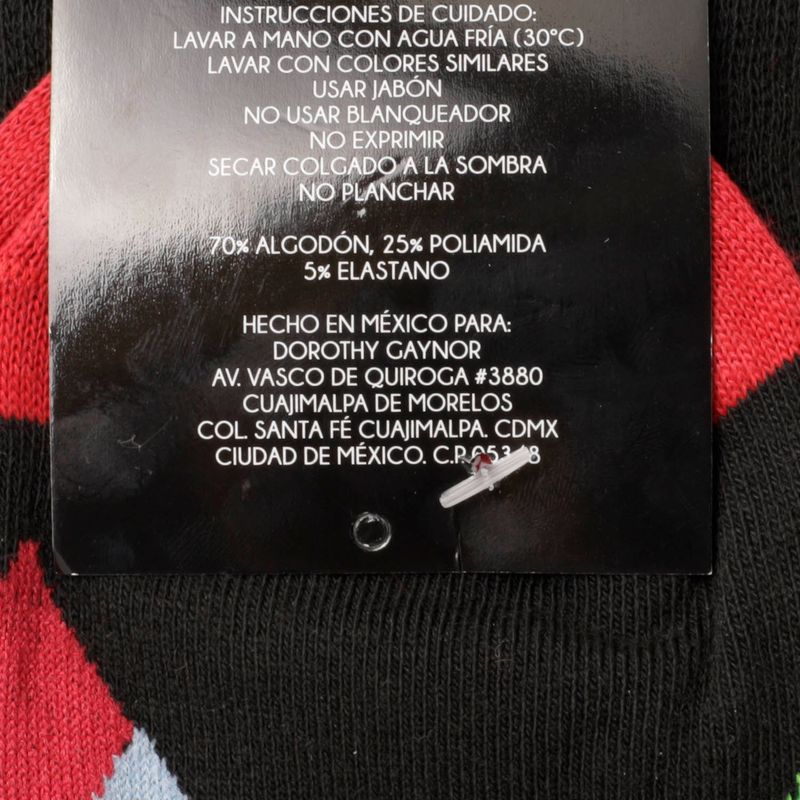 INSTRUCCIONES DE CUIDADO:
LAVAR A MANO CON AGUA FRÍA (30°C)
LAVAR CON COLORES SIMILARES
USAR JABÓN
NO USAR BLANQUEADOR
NO EXPRIMIR
SECAR COLGADO A LA SOMBRA
NO PLANCHAR
70% ALGODÓN, 25% POLIAMIDA
5% ELASTANO
HECHO EN MÉXICO PARA:
DOROTHY GAYNOR
AV. VASCO DE QUIROGA #3880
CUAJIMALPA DE MORELOS
COL. SANTA FÉ CUAJIMALPA. CDMX
CIUDAD DE MÉXICO. C.P.